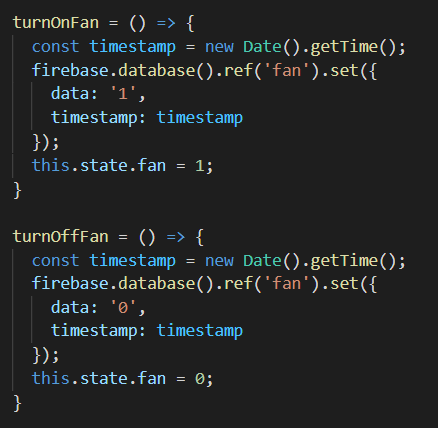 turnOnFan = () => {
  const timestamp = new Date().getTime();
  firebase.database().ref('fan').set({
    data: '1',
    timestamp: timestamp
  });
  this.state.fan = 1;
}

turnOffFan = () => {
  const timestamp = new Date().getTime();
  firebase.database().ref('fan').set({
    data: '0',
    timestamp: timestamp
  });
  this.state.fan = 0;
}